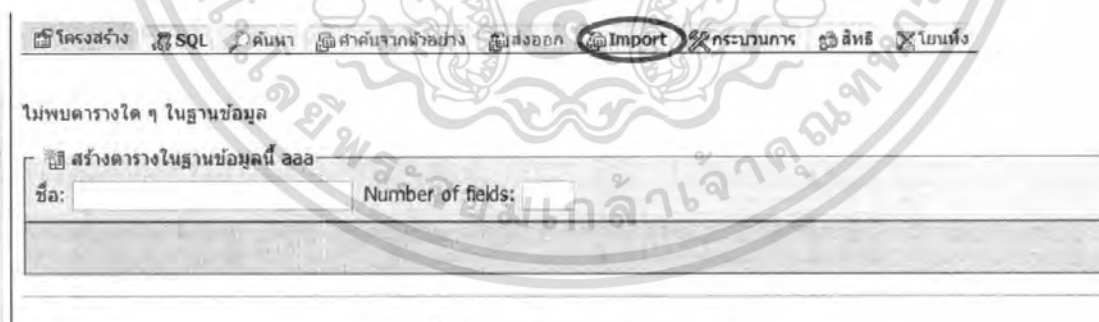 โครงสร้าง SQL ค้นหา คำค้นจากตัวอย่าง ส่งออก Import กระบวนการ สิทธิ โยนทิ้ง
ไม่พบตารางใด ๆ ในฐานข้อมูล
สร้างตารางในฐานข้อมูลนี้ aaa
ชื่อ: Number of fields: